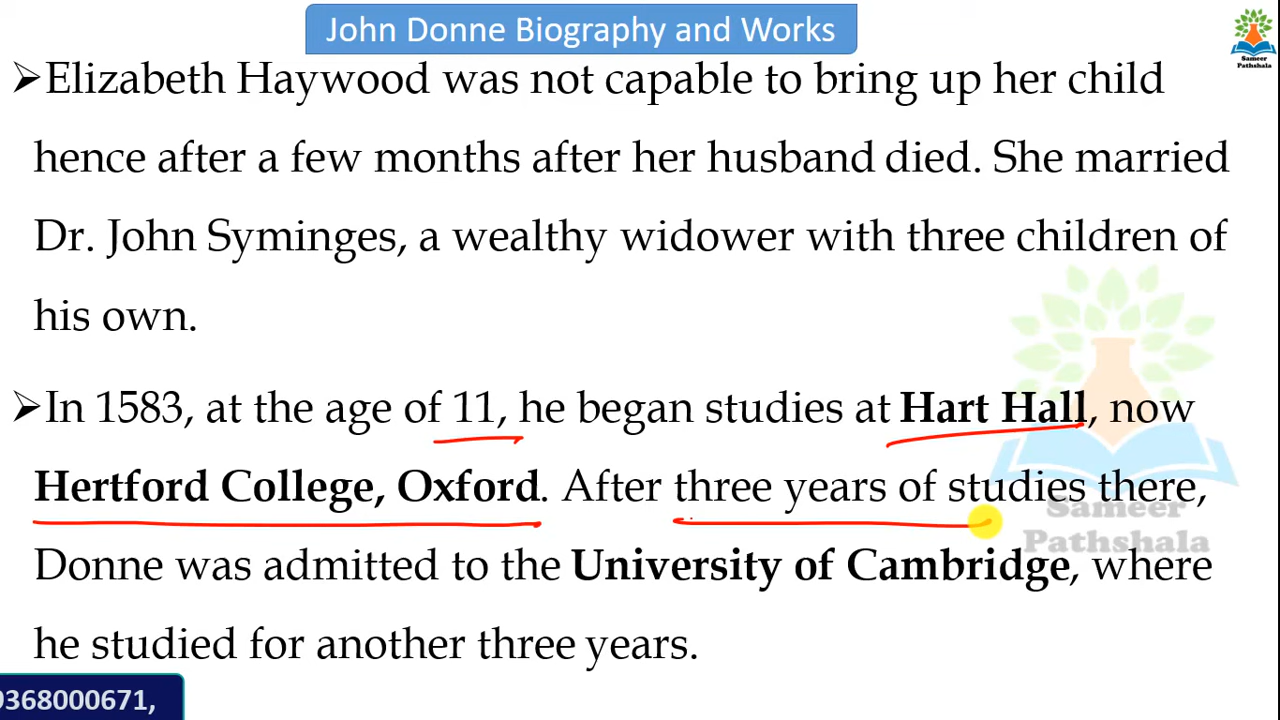 John Donne Biography and Works
Sameer
Pathshala
➢Elizabeth Haywood was not capable to bring up her child
hence after a few months after her husband died. She married
Dr. John Syminges, a wealthy widower with three children of
his own.
➢In 1583, at the age of 11, he began studies at Hart Hall, now
Hertford College, Oxford. After three years of studies there,
Sameer
Pathshala
Donne was admitted to the University of Cambridge, where
he studied for another three years.
9368000671,